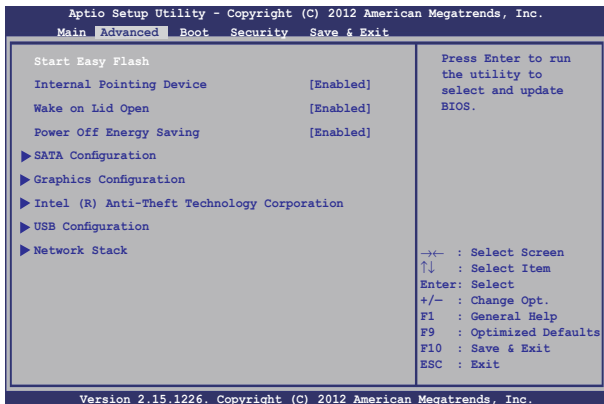 Aptio Setup Utility - Copyright (C) 2012 American Megatrends, Inc.
Main Advanced Boot Security Save & Exit
Start Easy Flash
Internal Pointing Device [Enabled]
Wake on Lid Open [Enabled]
Power Off Energy Saving [Enabled]
SATA Configuration
Graphics Configuration
Intel (R) Anti-Theft Technology Corporation
USB Configuration
Network Stack
Press Enter to run
the utility to
select and update
BIOS.
→← : Select Screen
↑↓ : Select Item
Enter: Select
+/— : Change Opt.
F1 : General Help
F9 : Optimized Defaults
F10 : Save & Exit
ESC : Exit
Version 2.15.1226. Copyright (C) 2012 American Megatrends, Inc.